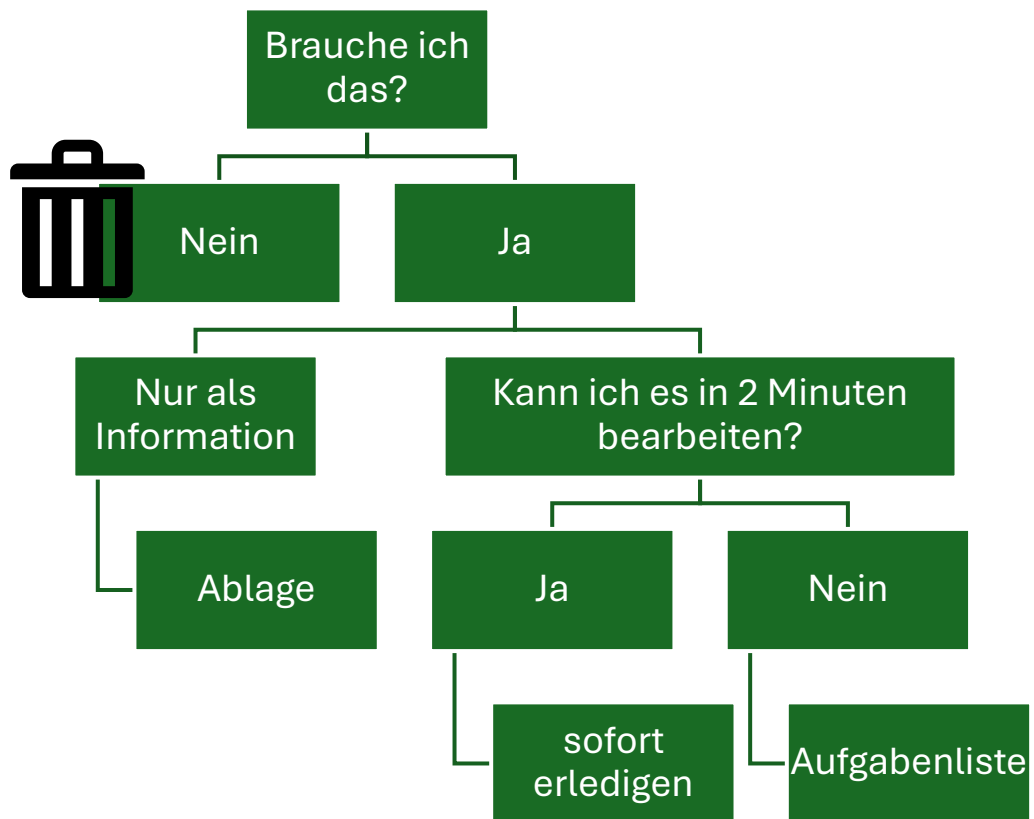 Brauche ich
das?
Nein
Ja
Nur als
Information
Kann ich es in 2 Minuten
bearbeiten?
Ablage
Ja
Nein
sofort
erledigen
Aufgabenliste